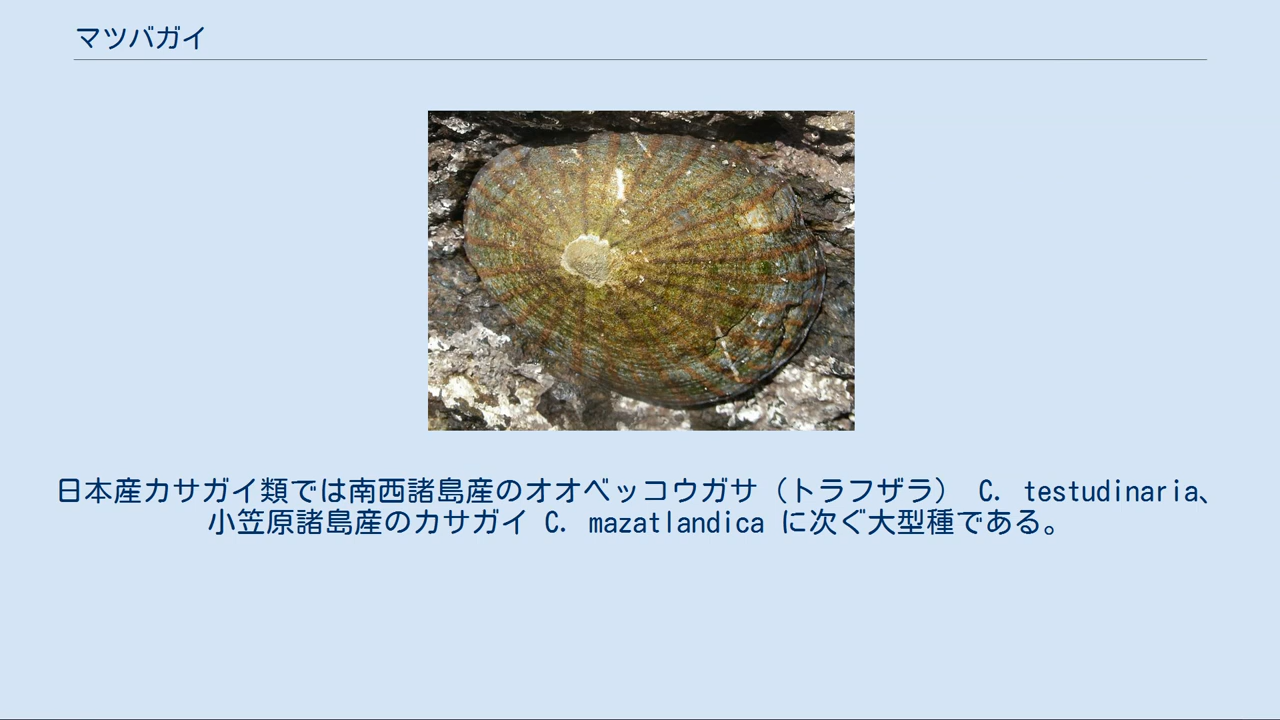 マツバガイ
日本産カサガイ類では南西諸島産のオオベッコウガサ（トラフザラ） C. testudinaria、
小笠原諸島産のカサガイ C. mazatlandica に次ぐ大型種である。